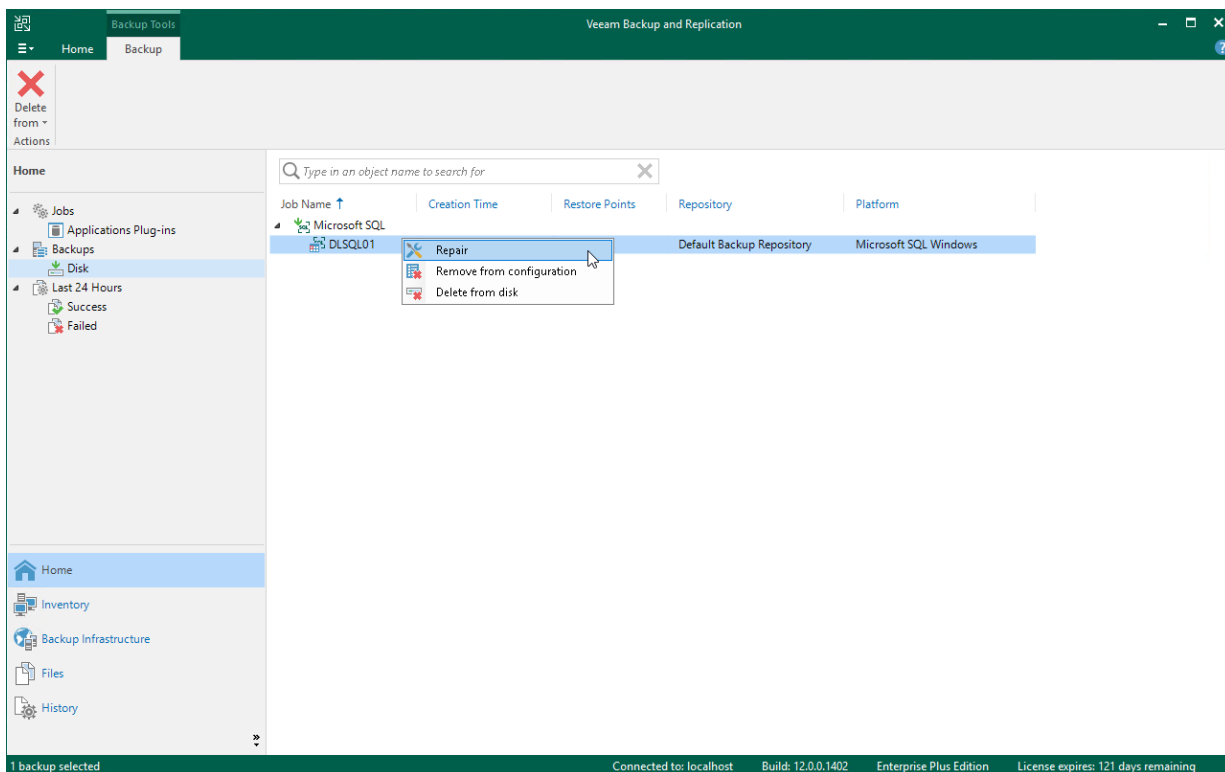 Backup Tools
Veeam Backup and Replication
Home
Backup
Delete
from
Actions
Home
Type in an object name to search for
Job Name
Creation Time
Restore Points
Repository
Platform
Jobs
Applications Plug-ins
Backups
Disk
Last 24 Hours
Success
Failed
Microsoft SQL
DLSQL01
Default Backup Repository
Microsoft SQL Windows
Repair
Remove from configuration
Delete from disk
Home
Inventory
Backup Infrastructure
Files
History
1 backup selected
Connected to: localhost
Build: 12.0.0.1402
Enterprise Plus Edition
License expires: 121 days remaining